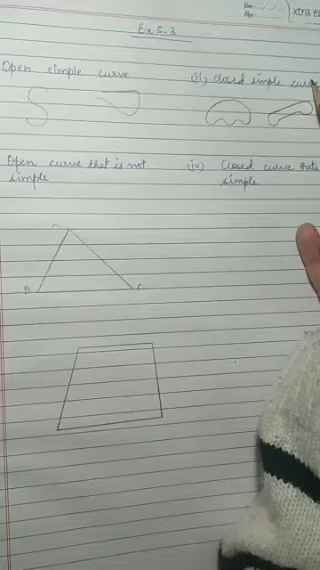 xtra
Ex 5.3
Open simple curve
(ii) closed simple curve
Open curve that is not
simple
(iv) Closed curve that
simple
B
C